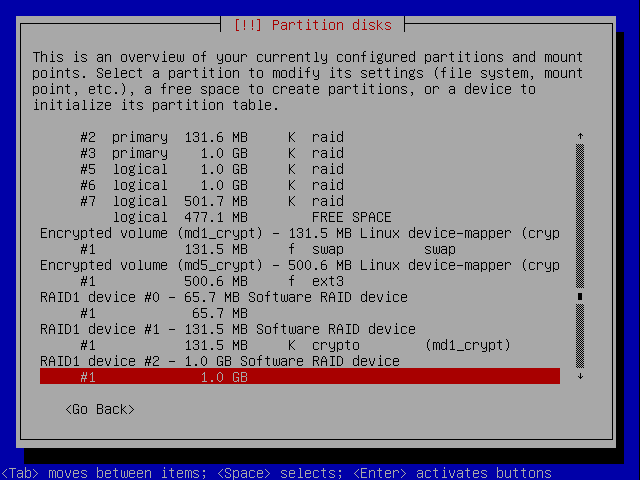 [!!] Partition disks
This is an overview of your currently configured partitions and mount
points. Select a partition to modify its settings (file system, mount
point, etc.), a free space to create partitions, or a device to
initialize its partition table.
#2 primary 131.6 MB K raid
#3 primary 1.0 GB K raid
#5 logical 1.0 GB K raid
#6 logical 1.0 GB K raid
#7 logical 501.7 MB K raid
logical 477.1 MB FREE SPACE
Encrypted volume (md1_crypt) - 131.5 MB Linux device-mapper (cryp
#1 131.5 MB f swap swap
Encrypted volume (md5_crypt) - 500.6 MB Linux device-mapper (cryp
#1 500.6 MB f ext3
RAID1 device #0 - 65.7 MB Software RAID device
#1 65.7 MB
RAID1 device #1 - 131.5 MB Software RAID device
#1 131.5 MB K crypto (md1_crypt)
RAID1 device #2 - 1.0 GB Software RAID device
#1 1.0 GB
<Go Back>
<Tab> moves between items; <Space> selects; <Enter> activates buttons